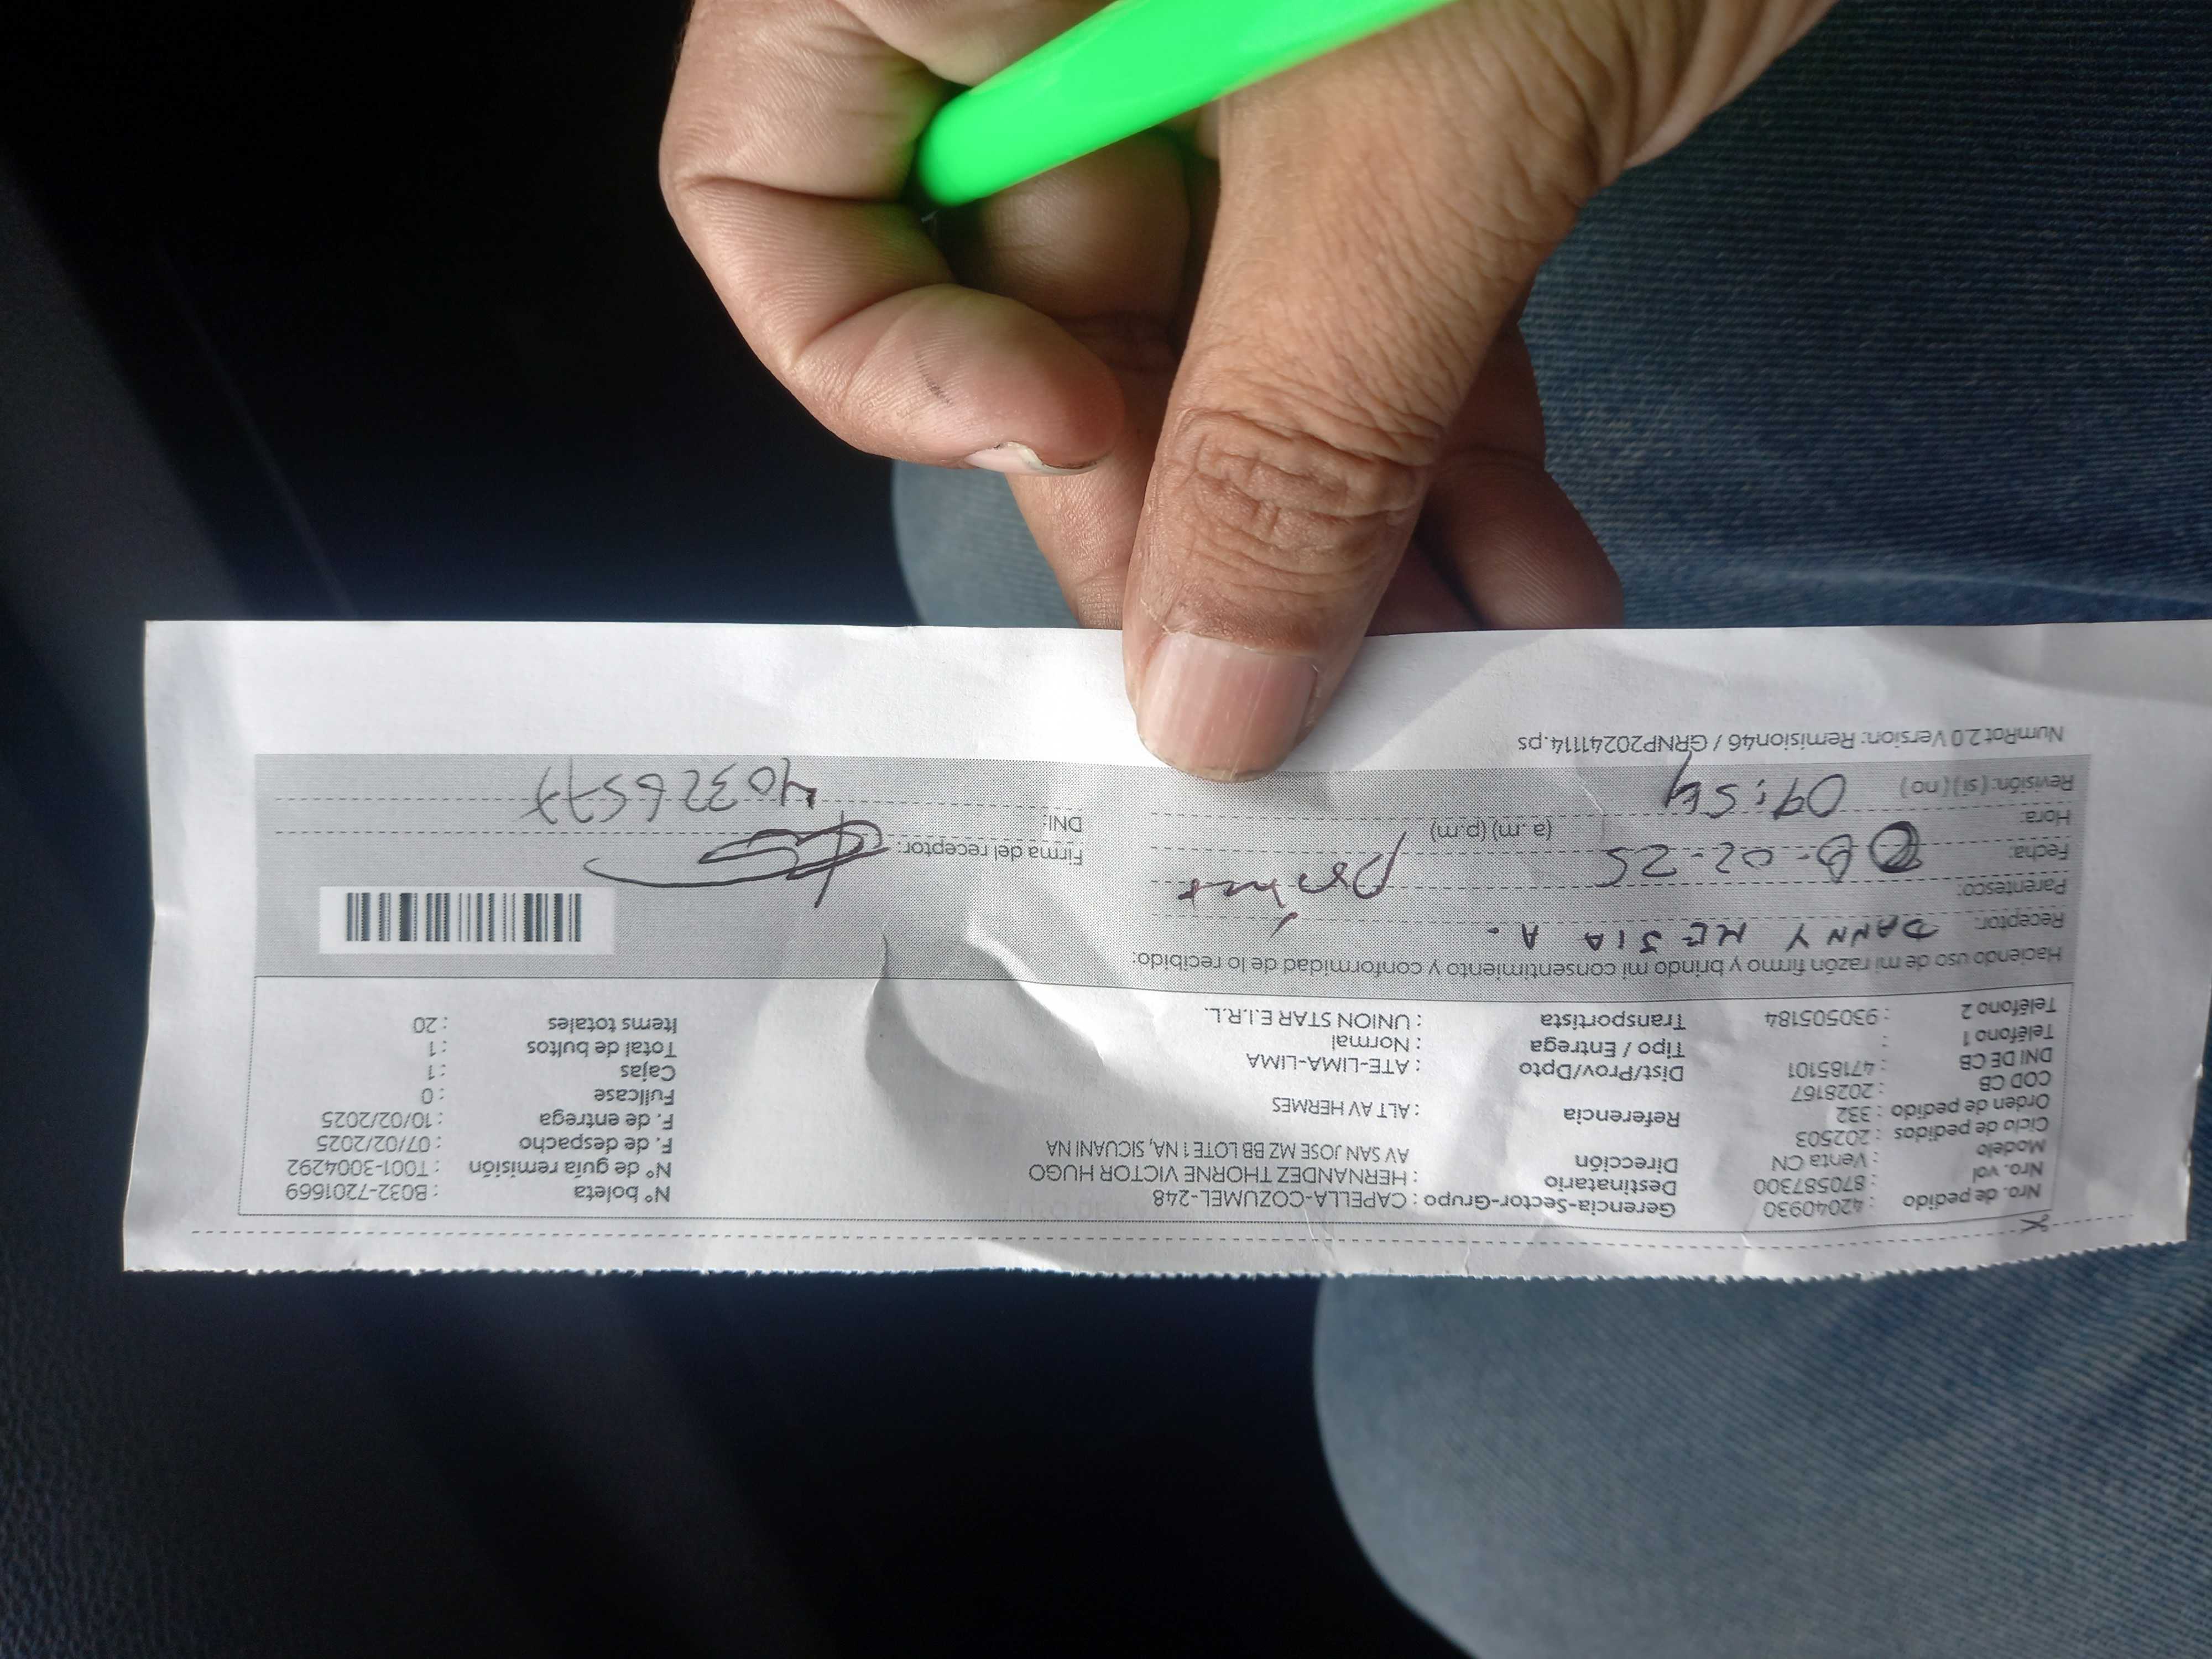 Nro. de pedido : 42040930
Nro. vol : 870587300
Modelo : Venta CN
Ciclo de pedidos : 202503
Orden de pedido : 332
COD CB : 2028167
DNI DE CB : 47185101
Teléfono 1 :
Teléfono 2 : 930505184
Gerencia-Sector-Grupo : CAPELLA-COZUMEL-248
Destinatario : HERNANDEZ THORNE VICTOR HUGO
Dirección AV SAN JOSE MZ BB LOTE 1 NA, SICUANI NA
Referencia : ALT AV HERMES
Dist/Prov/Dpto : ATE-LIMA-LIMA
Tipo / Entrega : Normal
Transportista : UNION STAR E.I.R.L.
N° boleta : B032-7201669
N° de guía remisión : T001-3004292
F. de despacho : 07/02/2025
F. de entrega : 10/02/2025
Fullcase : 0
Cajas : 1
Total de bultos : 1
Items totales : 20
Haciendo uso de mi razón firmo y brindo mi consentimiento y conformidad de lo recibido:
Receptor: DANNY MESIA A.
Parentesco:
Fecha: 08-02-25
Hora: (a.m) (p.m)
Revisión: (si) (no) 09:54
Firma del receptor:
DNI: 40326577
NumRot 2.0 Version: Remision46 / GRNP20241114.ps